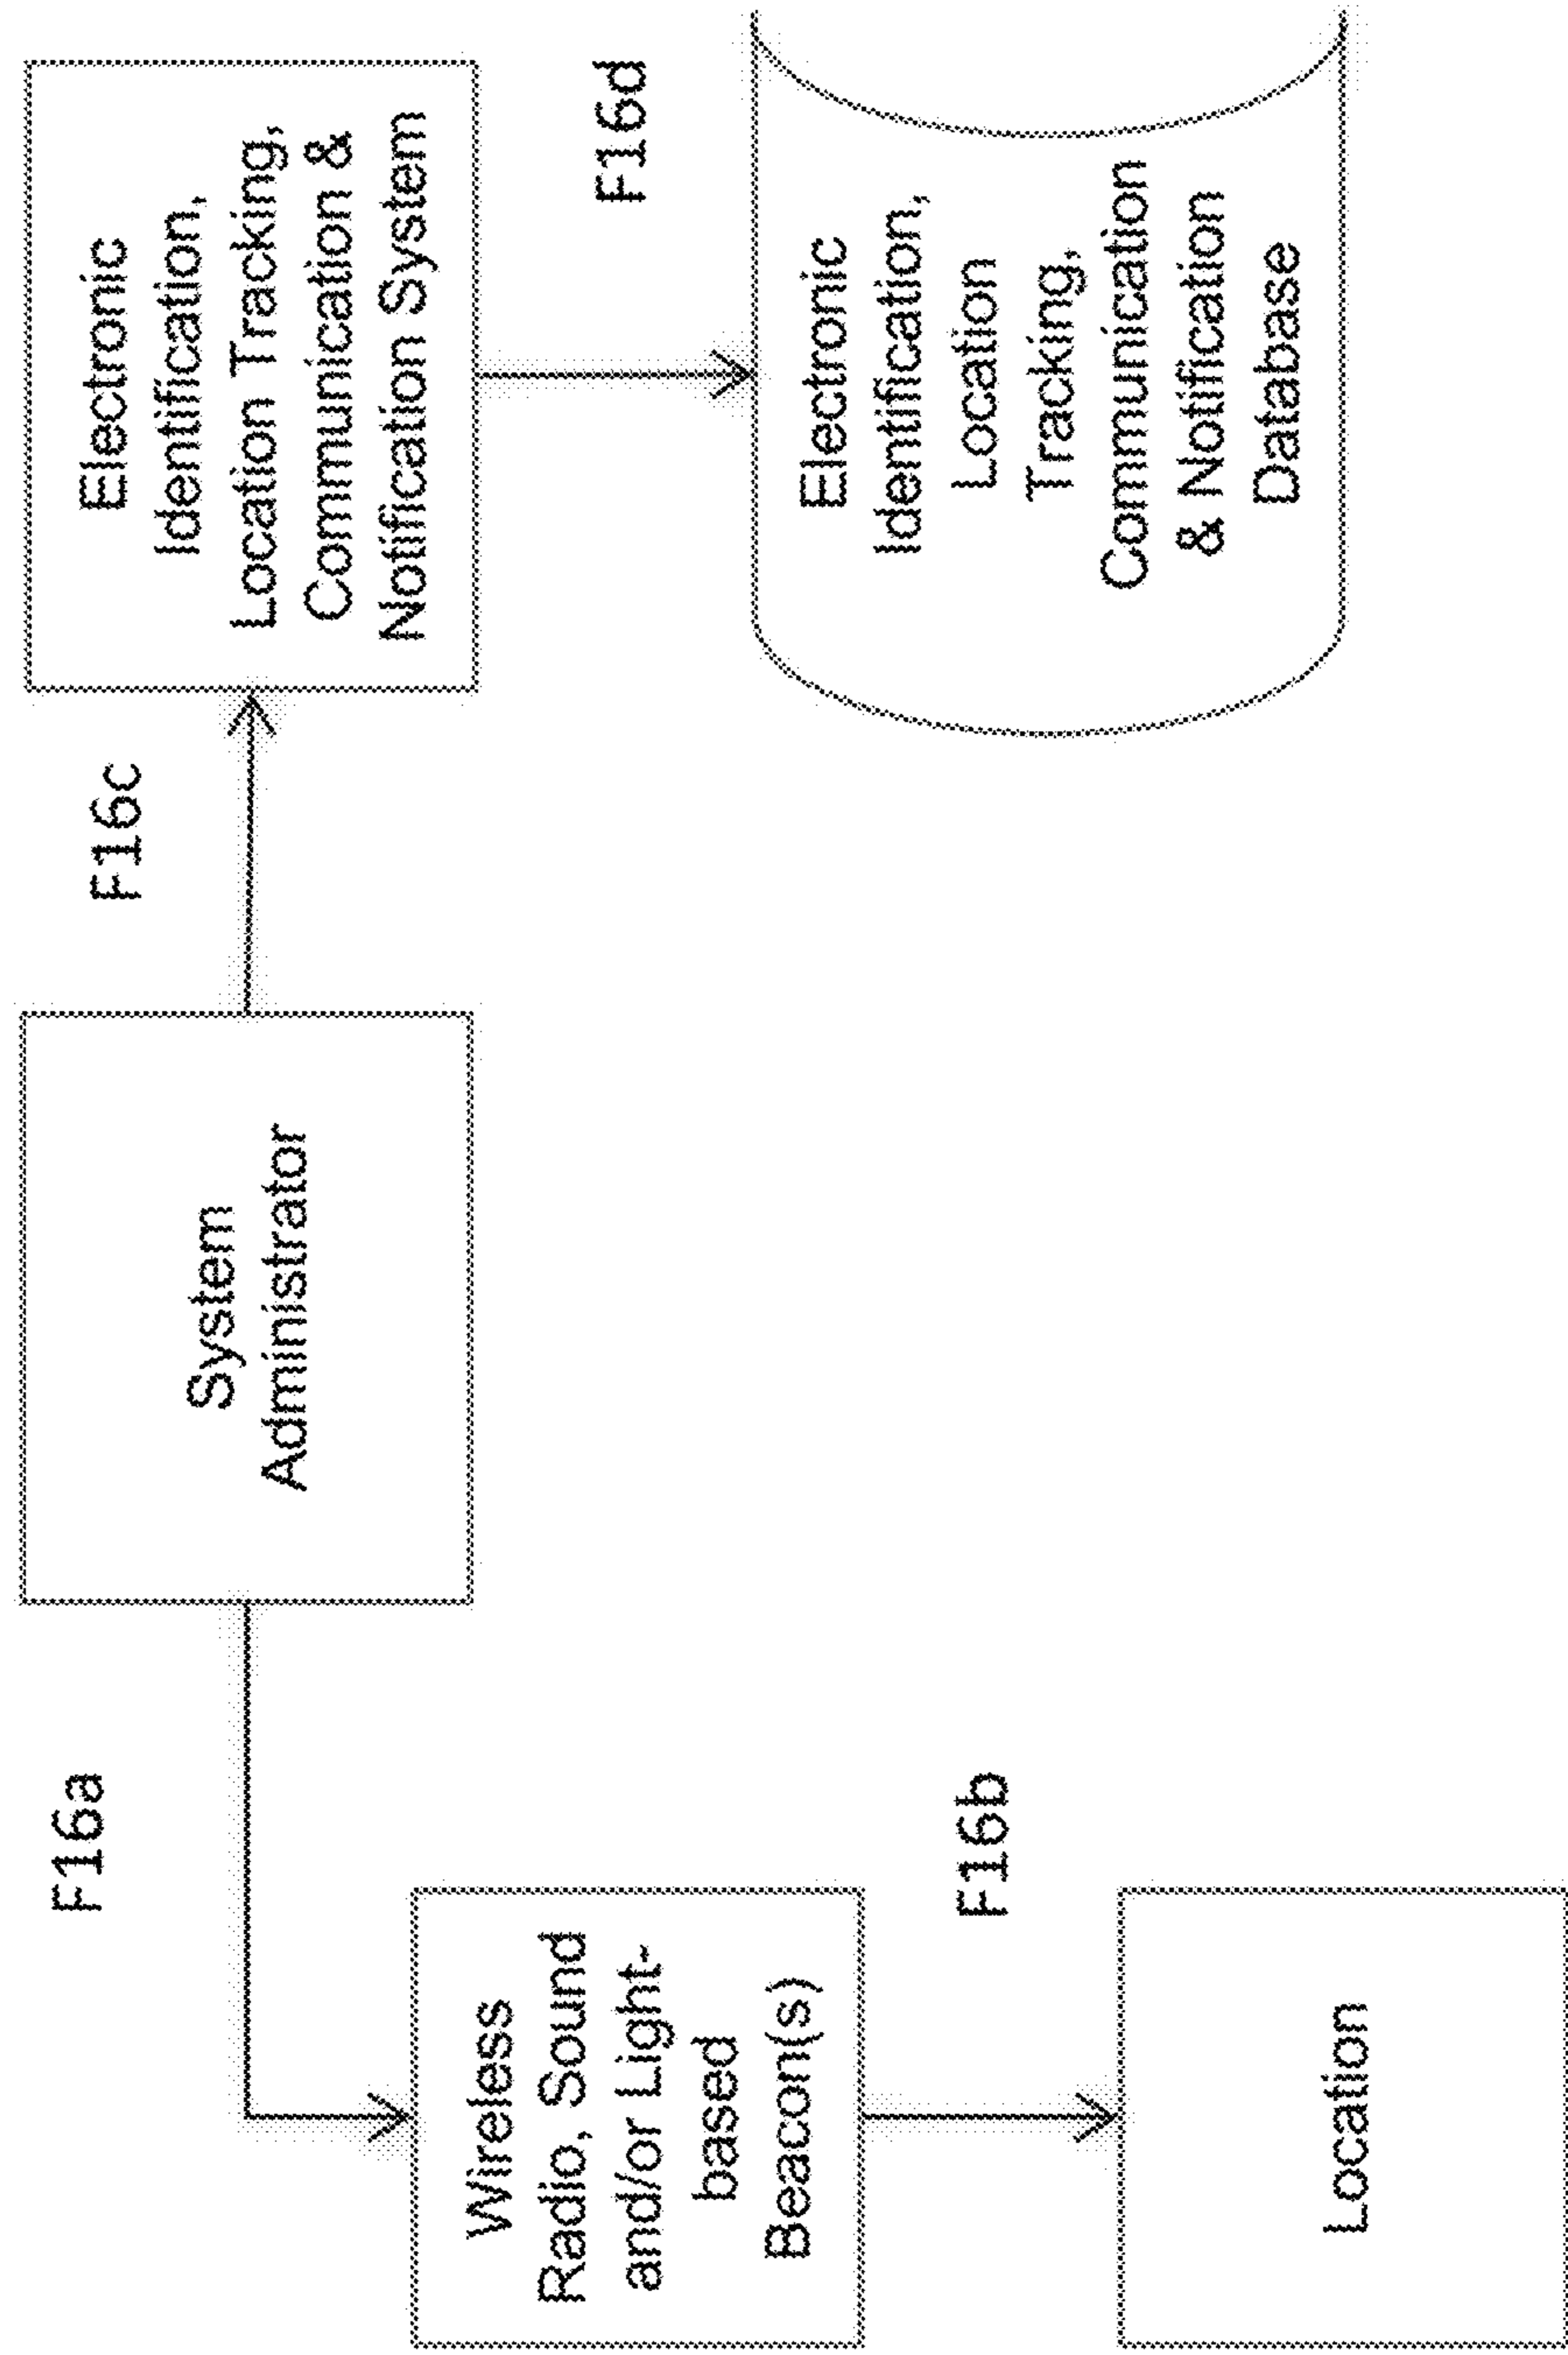 F16a
F16c
System
Administrator
Electronic
Identification,
Location Tracking,
Communication &
Notification System
Wireless
Radio, Sound
and/or Light-
based
Beacon(s)
F16d
Electronic
Identification,
Location
Tracking,
Communication
& Notification
Database
F16b
Location